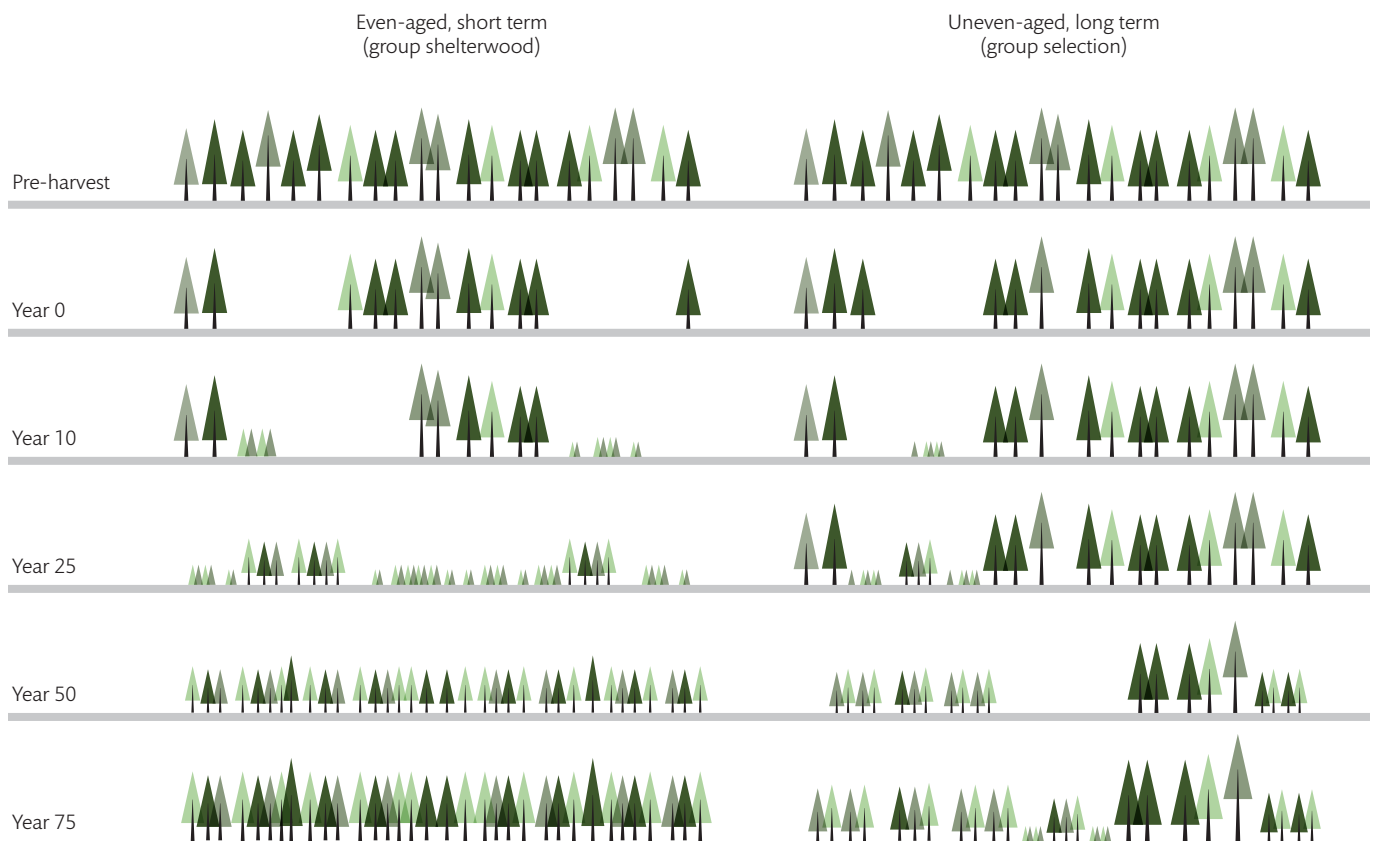 Even-aged, short term
(group shelterwood)
Uneven-aged, long term
(group selection)
Pre-harvest
Year 0
Year 10
Year 25
Year 50
Year 75